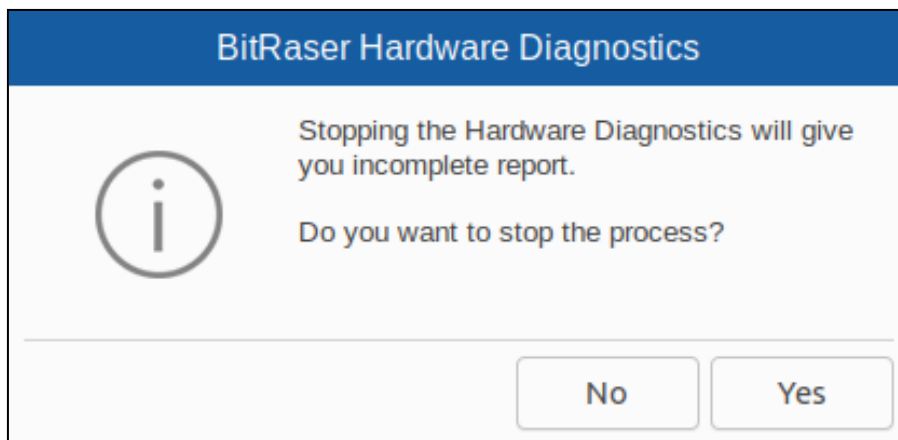 BitRaser Hardware Diagnostics
Stopping the Hardware Diagnostics will give
you incomplete report.
Do you want to stop the process?
No
Yes